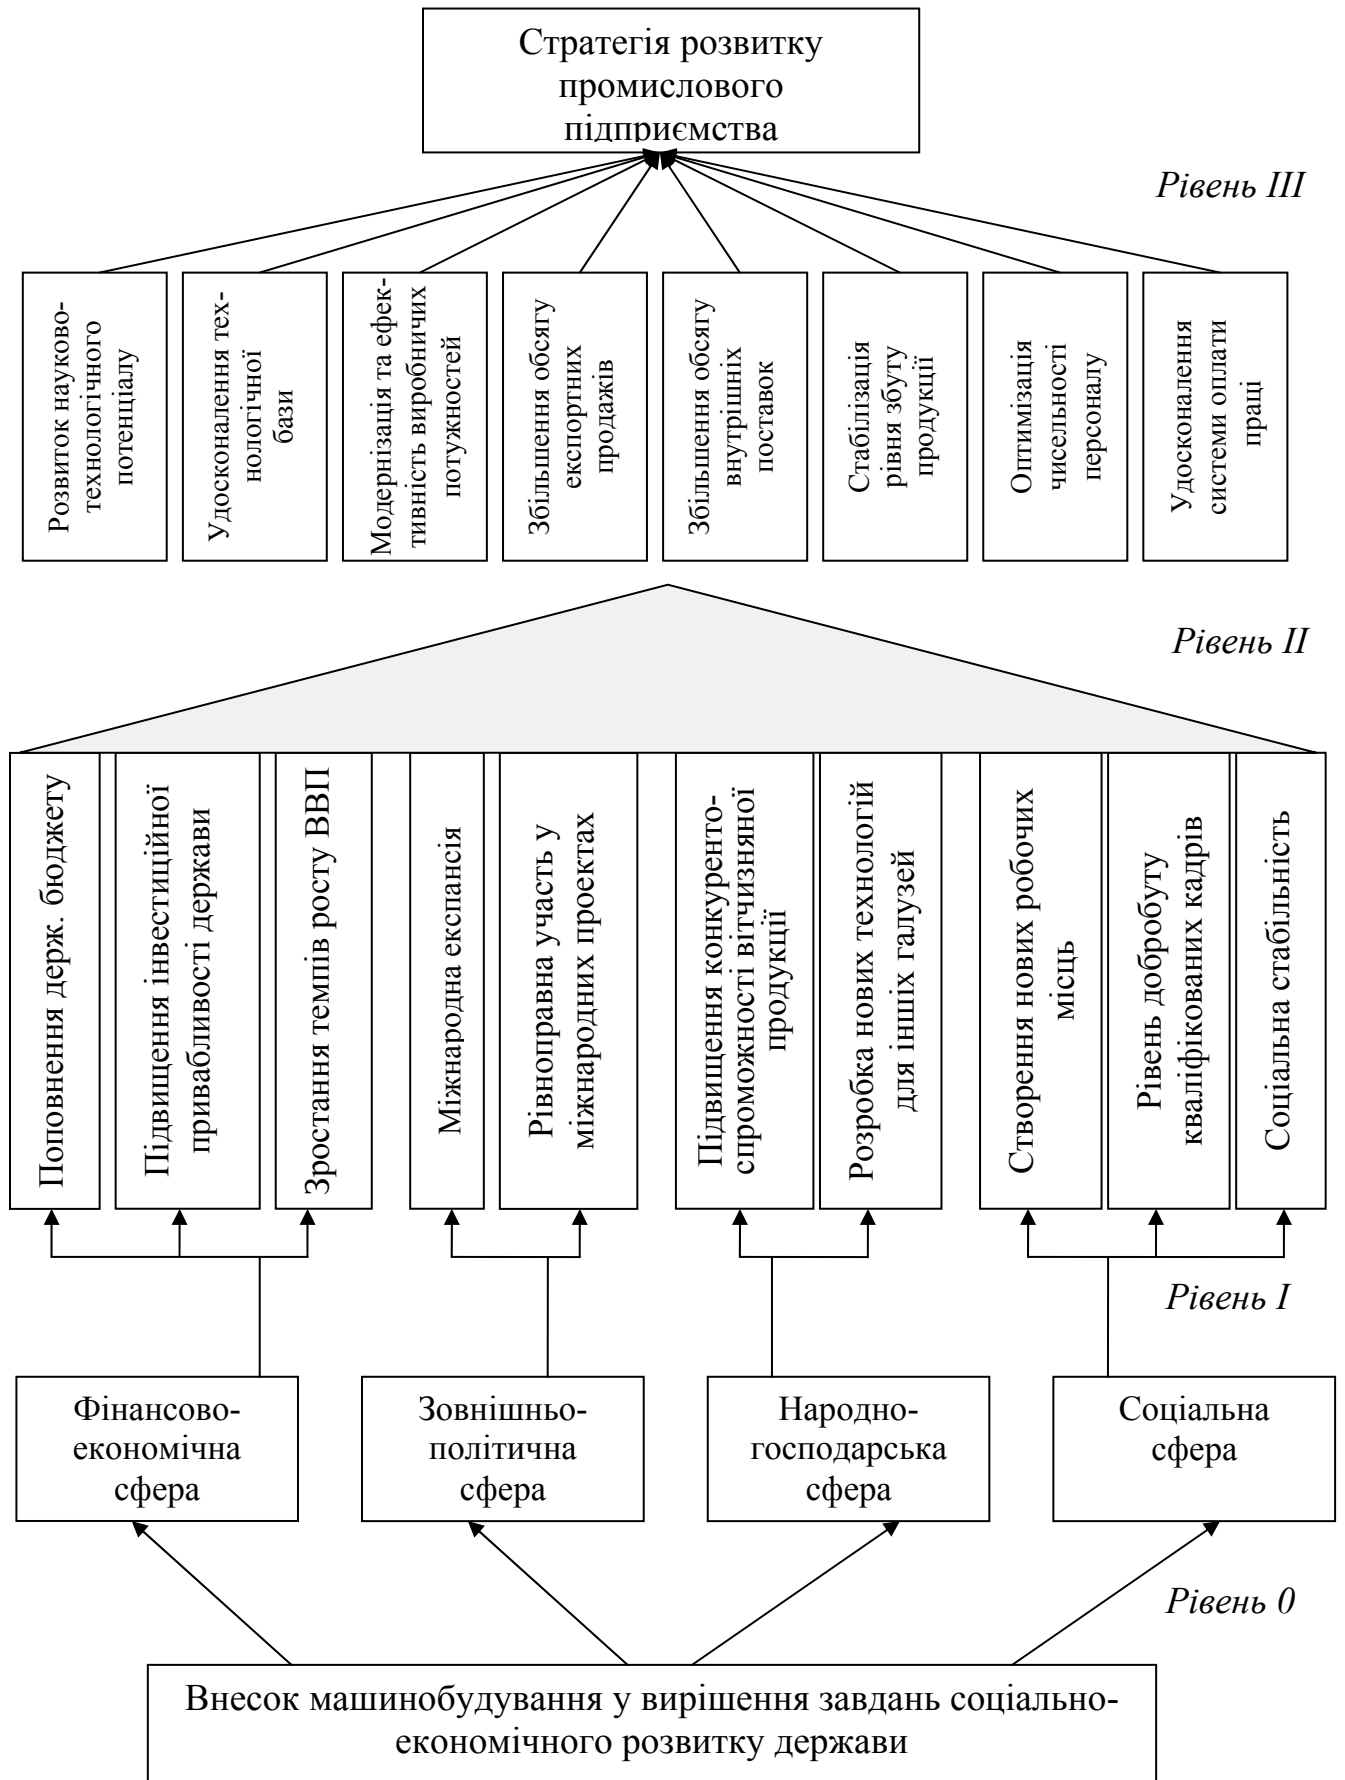 Стратегія розвитку
промислового
підприємства
Рівень III
Розвиток науково-
технологічного
потенціалу
Удосконалення тех-
нологічної
бази
Модернізація та ефек-
тивність виробничих
потужностей
Збільшення обсягу
експортних
продажів
Збільшення обсягу
внутрішніх
поставок
Стабілізація
рівня збуту
продукції
Оптимізація
чисельності
персоналу
Удосконалення
системи оплати
праці
Рівень II
Поповнення держ. бюджету
Підвищення інвестиційної
привабливості держави
Зростання темпів росту ВВП
Міжнародна експансія
Рівноправна участь у
міжнародних проектах
Підвищення конкуренто-
спроможності вітчизняної
продукції
Розробка нових технологій
для інших галузей
Створення нових робочих
місць
Рівень добробуту
кваліфікованих кадрів
Соціальна стабільність
Рівень I
Фінансово-
економічна
сфера
Зовнішньо-
політична
сфера
Народно-
господарська
сфера
Соціальна
сфера
Рівень 0
Внесок машинобудування у вирішення завдань соціально-
економічного розвитку держави